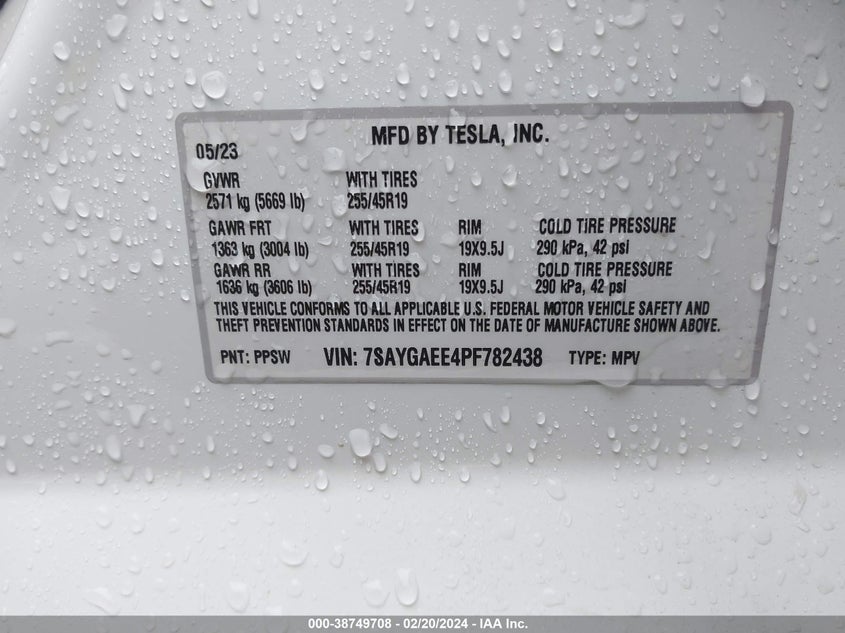 MFD BY TESLA, INC.
05/23
GVWR WITH TIRES
2571 kg (5669 lb) 255/45R19
GAWR FRT WITH TIRES RIM COLD TIRE PRESSURE
1363 kg (3004 lb) 255/45R19 19X9.5J 290 kPa, 42 psi
GAWR RR WITH TIRES RIM COLD TIRE PRESSURE
1636 kg (3606 lb) 255/45R19 19X9.5J 290 kPa, 42 psi
THIS VEHICLE CONFORMS TO ALL APPLICABLE U.S. FEDERAL MOTOR VEHICLE SAFETY AND
THEFT PREVENTION STANDARDS IN EFFECT ON THE DATE OF MANUFACTURE SHOWN ABOVE.
PNT: PPSW VIN: 7SAYGAEE4PF782438 TYPE: MPV
000-38749708 - 02/20/2024 - IAA Inc.